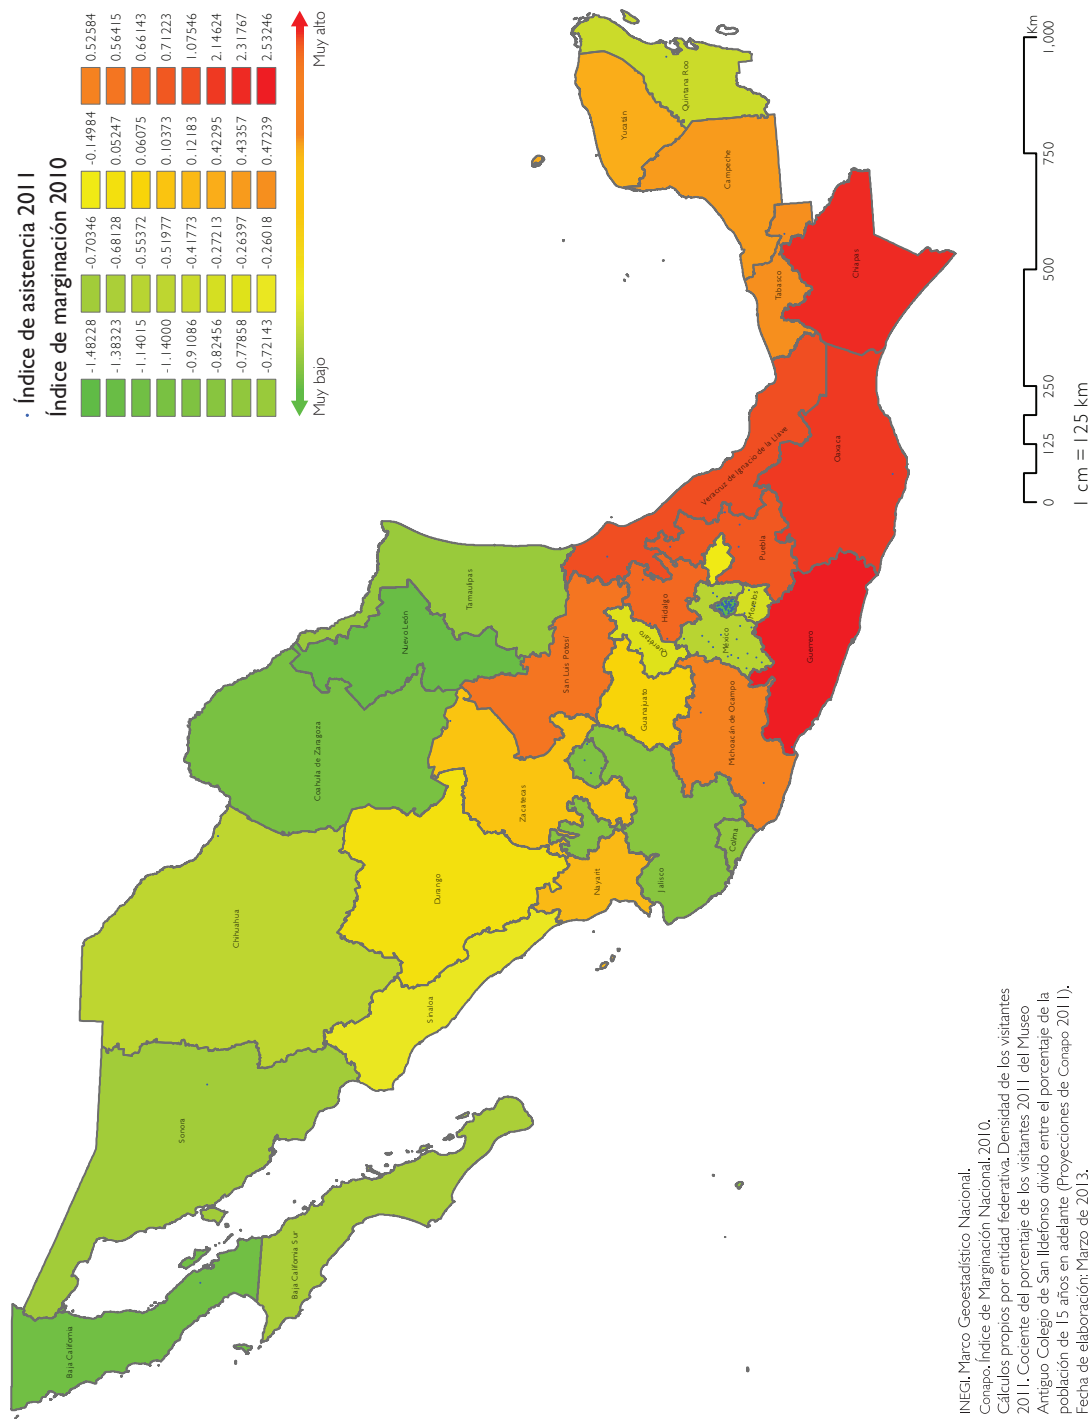 · Índice de asistencia 2011
Índice de marginación 2010
-1.48228 -0.70346 -0.14984 0.52584
-1.38323 -0.68128 0.05247 0.56415
-1.14015 -0.55372 0.06075 0.66143
-1.14000 -0.51977 0.10373 0.71223
-0.91086 -0.41773 0.12183 1.07546
-0.82456 -0.27213 0.42295 2.14624
-0.77858 -0.26397 0.43357 2.31767
-0.72143 -0.26018 0.47239 2.53246
Muy bajo Muy alto
Baja California
Baja California Sur
Sonora
Chihuahua
Coahuila de Zaragoza
Nuevo León
Tamaulipas
Sinaloa
Durango
Zacatecas
San Luis Potosí
Nayarit
Jalisco
Colima
Guanajuato
Querétaro
Hidalgo
Michoacán de Ocampo
México
Morelos
Puebla
Veracruz de Ignacio de la Llave
Guerrero
Oaxaca
Tabasco
Chiapas
Campeche
Yucatán
Quintana Roo
INEGI. Marco Geoestadístico Nacional.
Conapo. Índice de Marginación Nacional. 2010.
Cálculos propios por entidad federativa. Densidad de los visitantes
2011. Cociente del porcentaje de los visitantes 2011 del Museo
Antiguo Colegio de San Ildefonso divido entre el porcentaje de la
población de 15 años en adelante (Proyecciones de Conapo 2011).
Fecha de elaboración: Marzo de 2013.
0 125 250 500 750 1,000
Km
1 cm = 125 km